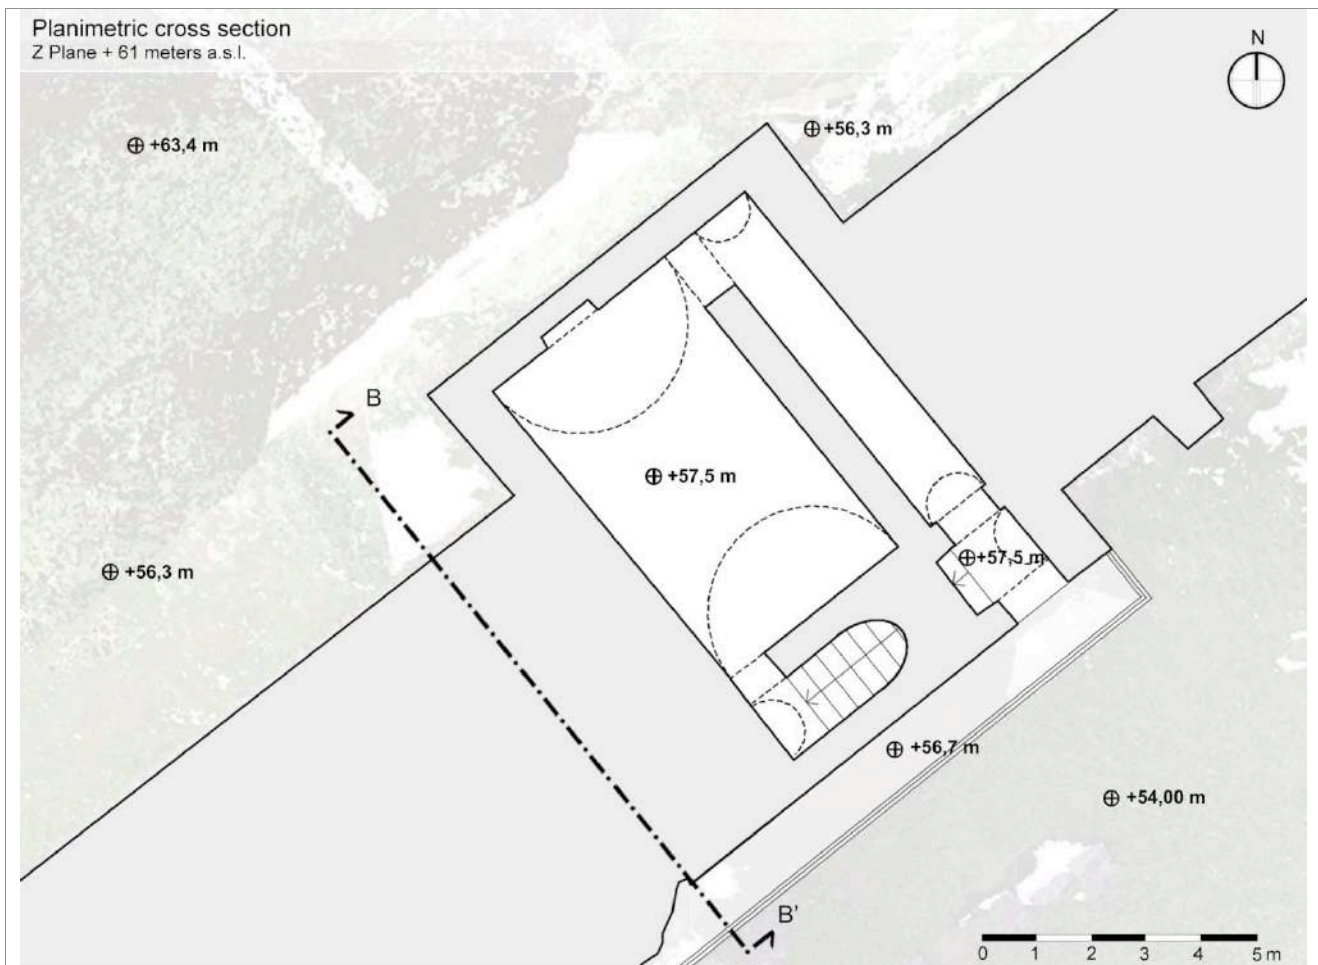 Planimetric cross section
Z Plane + 61 meters a.s.l.
N
+56,3 m
+63,4 m
B
+57,5 m
+57,5 m
+56,3 m
+56,7 m
+54,00 m
B'
0 1 2 3 4 5 m